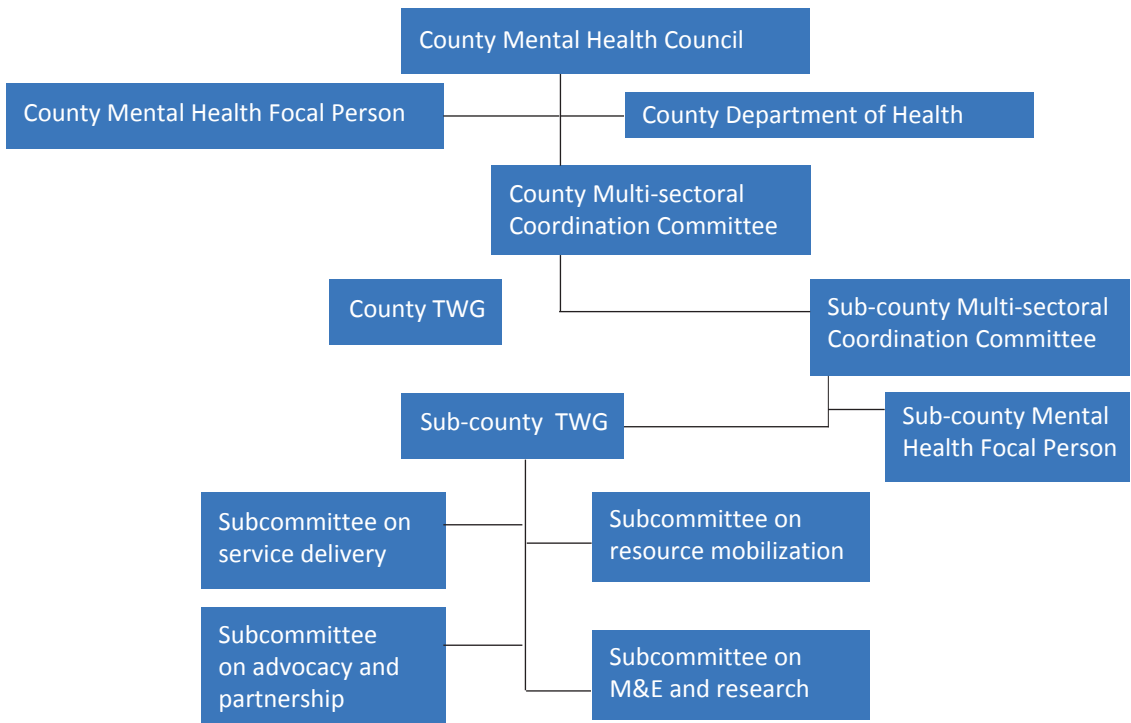 County Mental Health Council
County Mental Health Focal Person
County Department of Health
County Multi-sectoral
Coordination Committee
County TWG
Sub-county Multi-sectoral
Coordination Committee
Sub-county TWG
Sub-county Mental
Health Focal Person
Subcommittee on
service delivery
Subcommittee on
resource mobilization
Subcommittee
on advocacy and
partnership
Subcommittee on
M&E and research